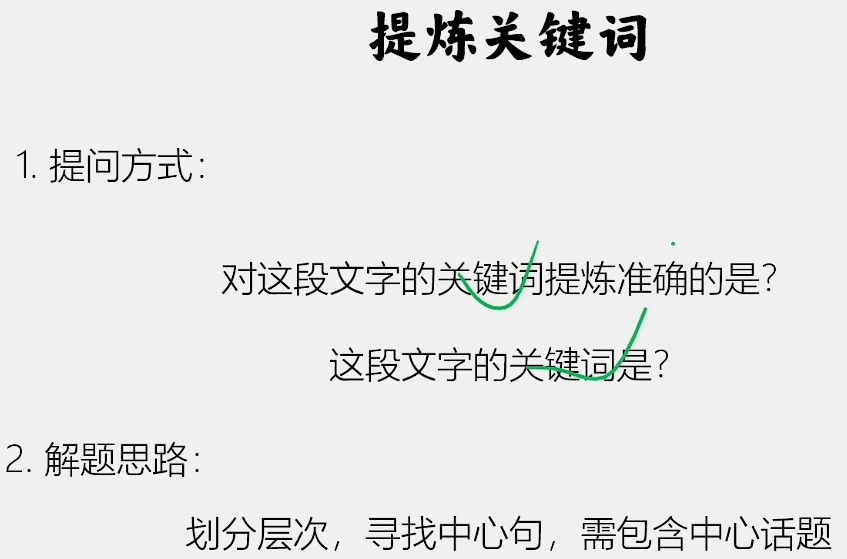 提炼关键词
1. 提问方式：
对这段文字的关键词提炼准确的是？
这段文字的关键词是？
2. 解题思路：
划分层次，寻找中心句，需包含中心话题